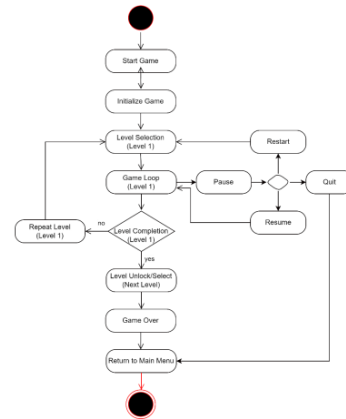 Start Game
Initialize Game
Level Selection
(Level 1)
Restart
Game Loop
(Level 1)
Pause
Quit
Resume
Repeat Level
(Level 1)
no
Level Completion
(Level 1)
yes
Level Unlock/Select
(Next Level)
Game Over
Return to Main Menu